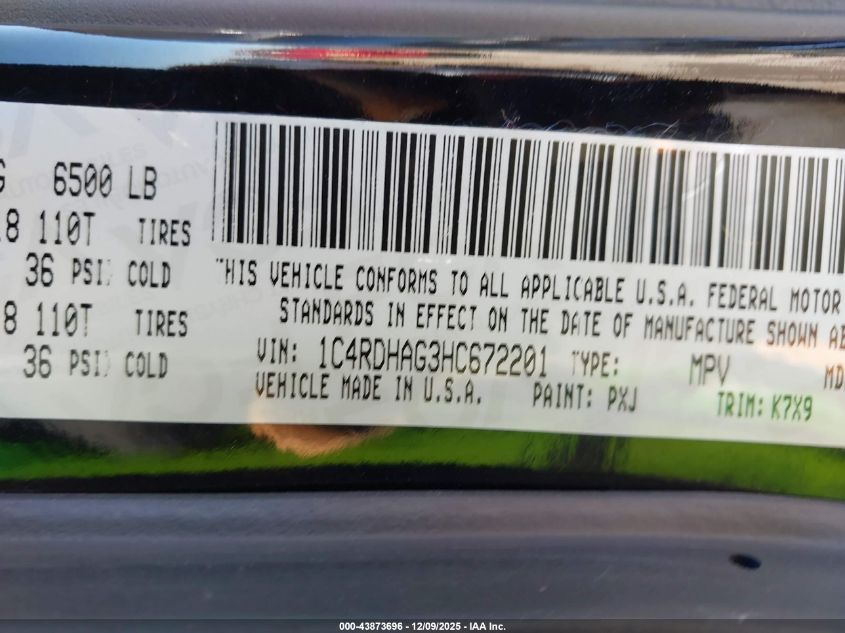 G 6500 LB
8 110T TIRES
36 PSI) COLD
8 110T TIRES
36 PSI) COLD
THIS VEHICLE CONFORMS TO ALL APPLICABLE U.S.A. FEDERAL MOTOR
STANDARDS IN EFFECT ON THE DATE OF MANUFACTURE SHOWN AB
VIN: 1C4RDHAG3HC672201 TYPE: MPV MD
VEHICLE MADE IN U.S.A. PAINT: PXJ TRIM: K7X9
000-43873696 - 12/09/2025 - IAA Inc.